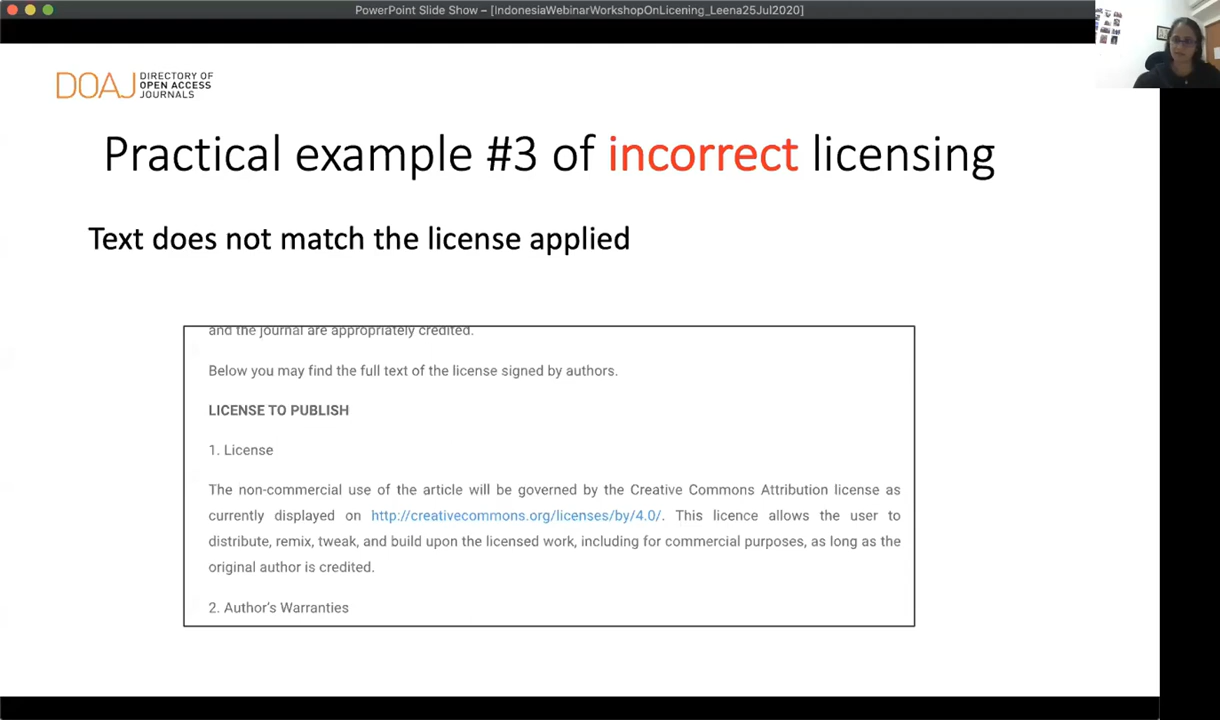 PowerPoint Slide Show – [IndonesiaWebinarWorkshopOnLicening_Leena25Jul2020]
DOAJ DIRECTORY OF
OPEN ACCESS
JOURNALS
Practical example #3 of incorrect licensing
Text does not match the license applied
and the journal are appropriately credited.
Below you may find the full text of the license signed by authors.
LICENSE TO PUBLISH
1. License
The non-commercial use of the article will be governed by the Creative Commons Attribution license as
currently displayed on http://creativecommons.org/licenses/by/4.0/. This licence allows the user to
distribute, remix, tweak, and build upon the licensed work, including for commercial purposes, as long as the
original author is credited.
2. Author's Warranties